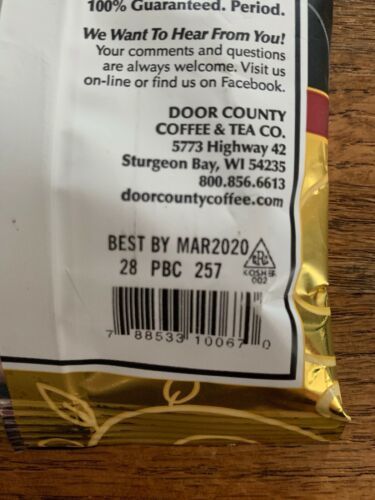 100% Guaranteed. Period.
We Want To Hear From You!
Your comments and questions
are always welcome. Visit us
on-line or find us on Facebook.
DOOR COUNTY
COFFEE & TEA CO.
5773 Highway 42
Sturgeon Bay, WI 54235
800.856.6613
doorcountycoffee.com
BEST BY MAR2020
28 PBC 257
KOSHER
002
7 88533 10067 0